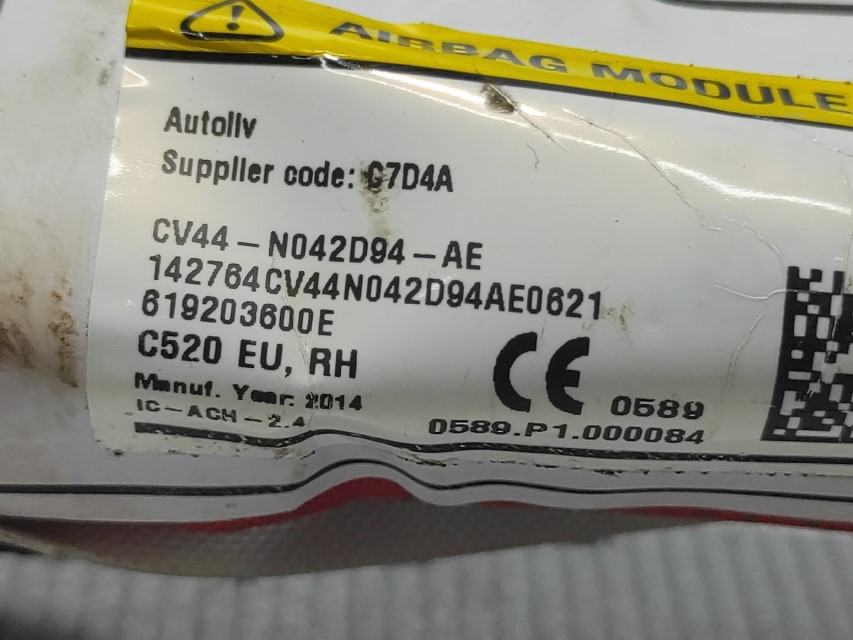 AIRBAG MODULE
Autoliv
Supplier code: G7D4A
CV44-N042D94-AE
142764CV44N042D94AE0621
619203600E
C520 EU, RH
Manuf. Year: 2014
IC-ACH-2.4
CE 0589
0589.P1.000084